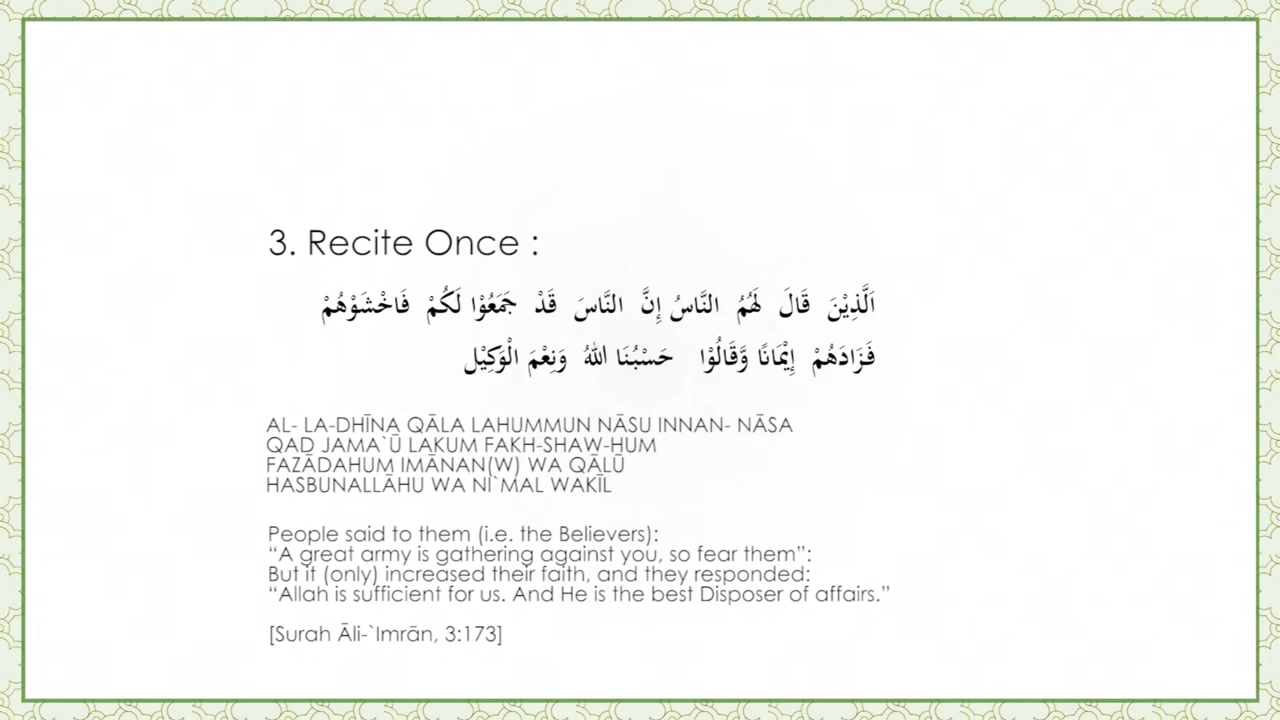 3. Recite Once :
اَلَّذِيْنَ قَالَ لَهُمُ النَّاسُ إِنَّ النَّاسَ قَدْ جَمَعُوْا لَكُمْ فَاخْشَوْهُمْ
فَزَادَهُمْ إِيْمَانًا وَّقَالُوْا حَسْبُنَا اللهُ وَنِعْمَ الْوَكِيْل
AL- LA-DHĪNA QĀLA LAHUMMUN NĀSU INNAN- NĀSA
QAD JAMA`Ū LAKUM FAKH-SHAW-HUM
FAZĀDAHUM IMĀNAN(W) WA QĀLŪ
HASBUNALLĀHU WA NI`MAL WAKĪL
People said to them (i.e. the Believers):
“A great army is gathering against you, so fear them”:
But it (only) increased their faith, and they responded:
“Allah is sufficient for us. And He is the best Disposer of affairs.”
[Surah Āli-`Imrān, 3:173]